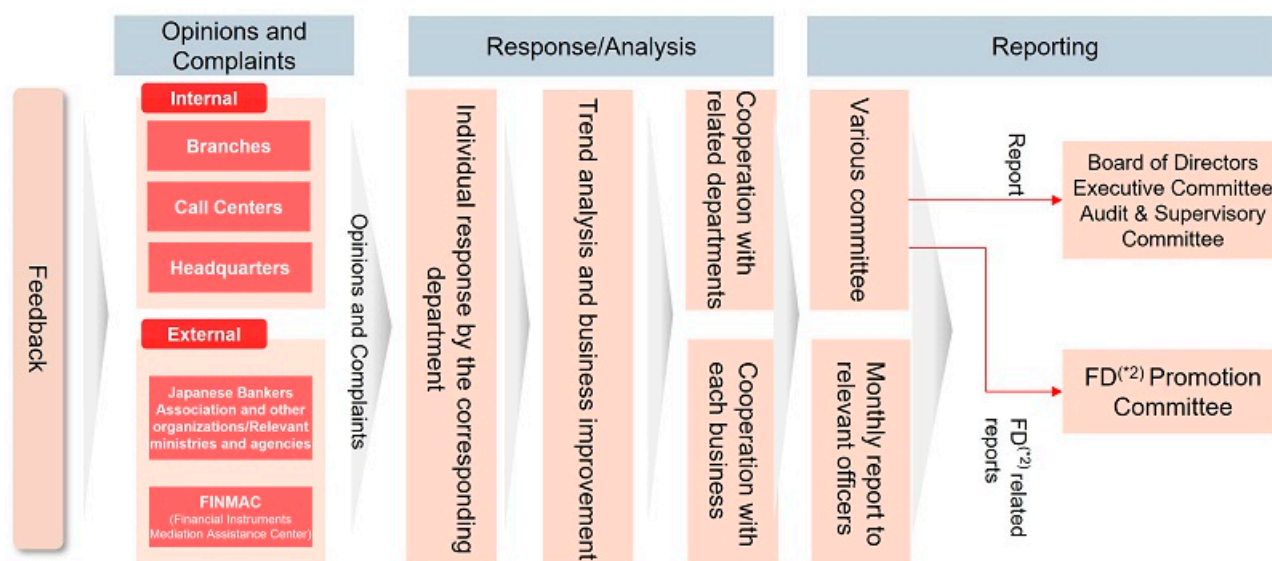 Opinions and
Complaints
Response/Analysis
Reporting
Feedback
Internal
Branches
Call Centers
Headquarters
External
Japanese Bankers
Association and other
organizations/Relevant
ministries and agencies
FINMAC
(Financial Instruments
Mediation Assistance Center)
Opinions and Complaints
Individual response by the corresponding
department
Trend analysis and business improvement
Cooperation with
related departments
Cooperation with
each business
Various committee
Monthly report to
relevant officers
Report
FD(*2) related
reports
Board of Directors
Executive Committee
Audit & Supervisory
Committee
FD(*2) Promotion
Committee